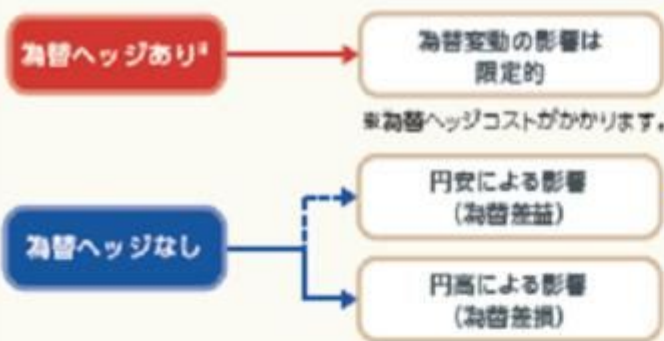 為替ヘッジあり※
為替変動の影響は
限定的
※為替ヘッジコストがかかります。
円安による影響
(為替差益)
為替ヘッジなし
円高による影響
(為替差損)